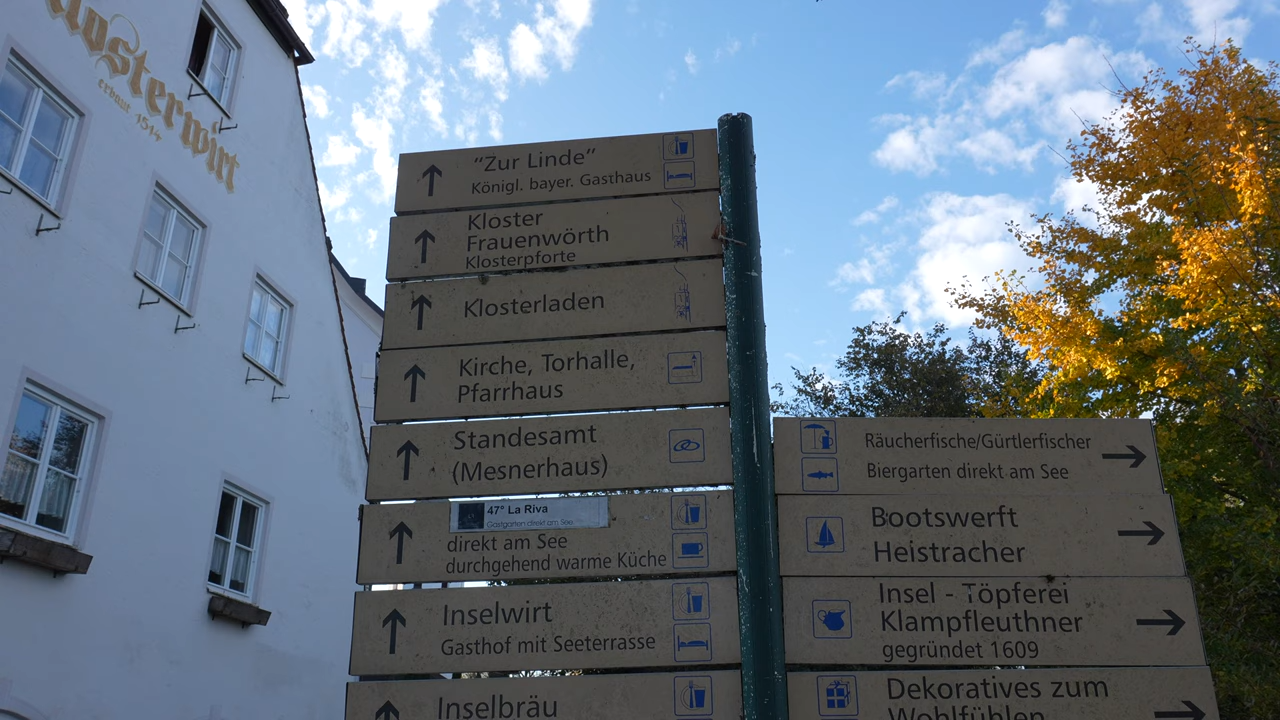 Klosterwirt
erbaut 1514
"Zur Linde"
Königl. bayer. Gasthaus
Kloster
Frauenwörth
Klosterpforte
Klosterladen
Kirche, Torhalle,
Pfarrhaus
Standesamt
(Mesnerhaus)
47° La Riva
Gastgarten direkt am See
direkt am See
durchgehend warme Küche
Inselwirt
Gasthof mit Seeterrasse
Inselbräu
Räucherfische/Gürtlerfischer
Biergarten direkt am See
Bootswerft
Heistracher
Insel - Töpferei
Klampfleuthner
gegründet 1609
Dekoratives zum
Wohlfühlen